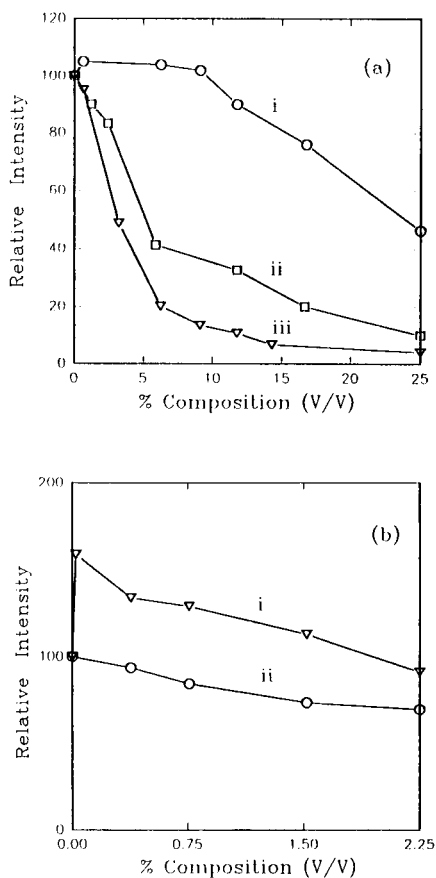 120
100
80
60
40
20
0
Relative Intensity
(a)
i
ii
iii
0 5 10 15 20 25
% Composition (V/V)
200
100
0
Relative Intensity
(b)
i
ii
0.00 0.75 1.50 2.25
% Composition (V/V)